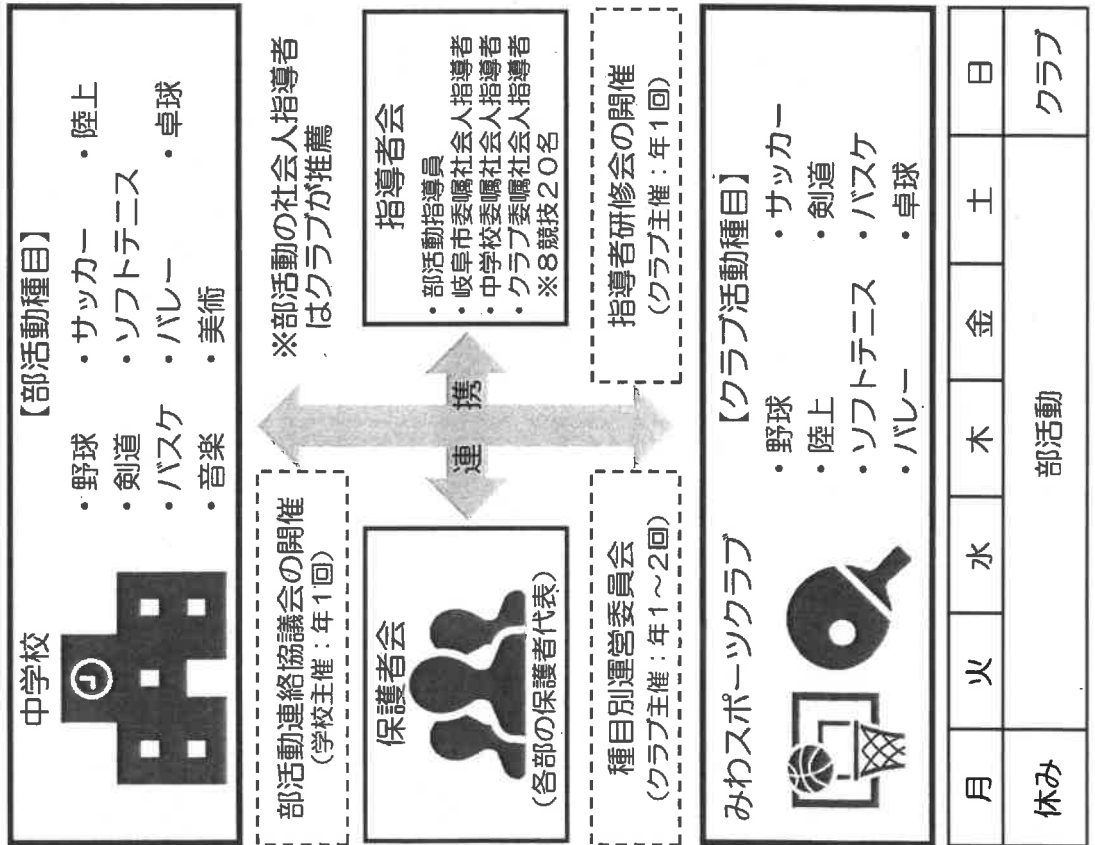 中学校
【部活動種目】
・野球 ・サッカー ・陸上
・剣道 ・ソフトテニス
・バスケ ・バレー ・卓球
・音楽 ・美術
部活動連絡協議会の開催
(学校主催:年1回)
※部活動の社会人指導者
はクラブが推薦
保護者会
(各部の保護者代表)
連携
指導者会
・部活動指導員
・岐阜市委嘱社会人指導者
・中学校委嘱社会人指導者
・クラブ委嘱社会人指導者
※8競技20名
種目別運営委員会
(クラブ主催:年1~2回)
指導者研修会の開催
(クラブ主催:年1回)
みわスポーツクラブ
【クラブ活動種目】
・野球 ・サッカー
・陸上 ・剣道
・ソフトテニス ・バスケ
・バレー ・卓球
月 火 水 木 金 土 日
休み 部活動 クラブ